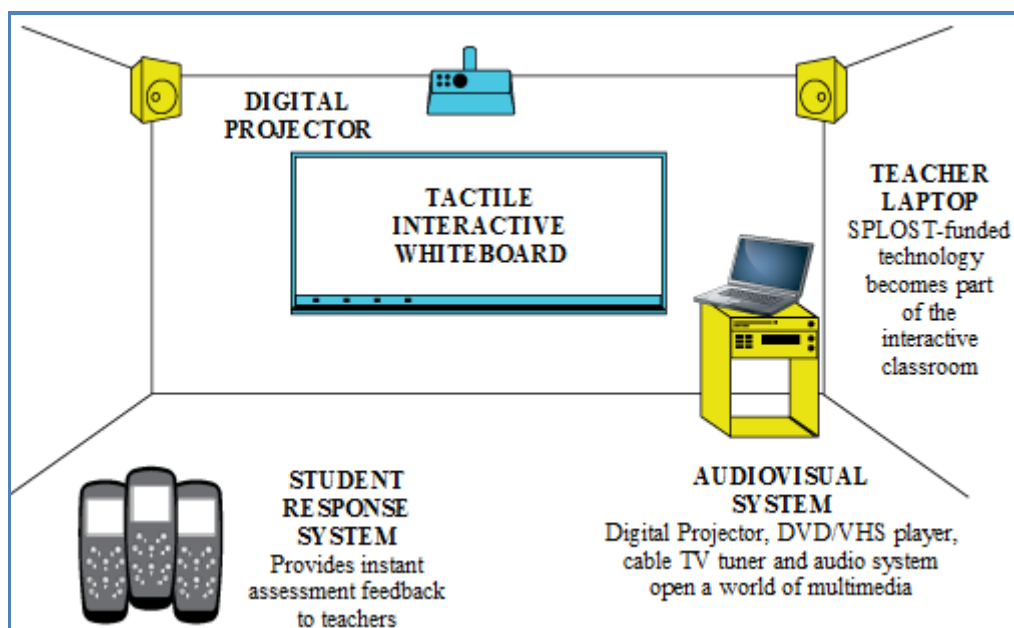 DIGITAL
PROJECTOR
TACTILE
INTERACTIVE
WHITEBOARD
TEACHER
LAPTOP
SPLOST-funded
technology
becomes part
of the
interactive
classroom
STUDENT
RESPONSE
SYSTEM
Provides instant
assessment feedback
to teachers
AUDIOVISUAL
SYSTEM
Digital Projector, DVD/VHS player,
cable TV tuner and audio system
open a world of multimedia